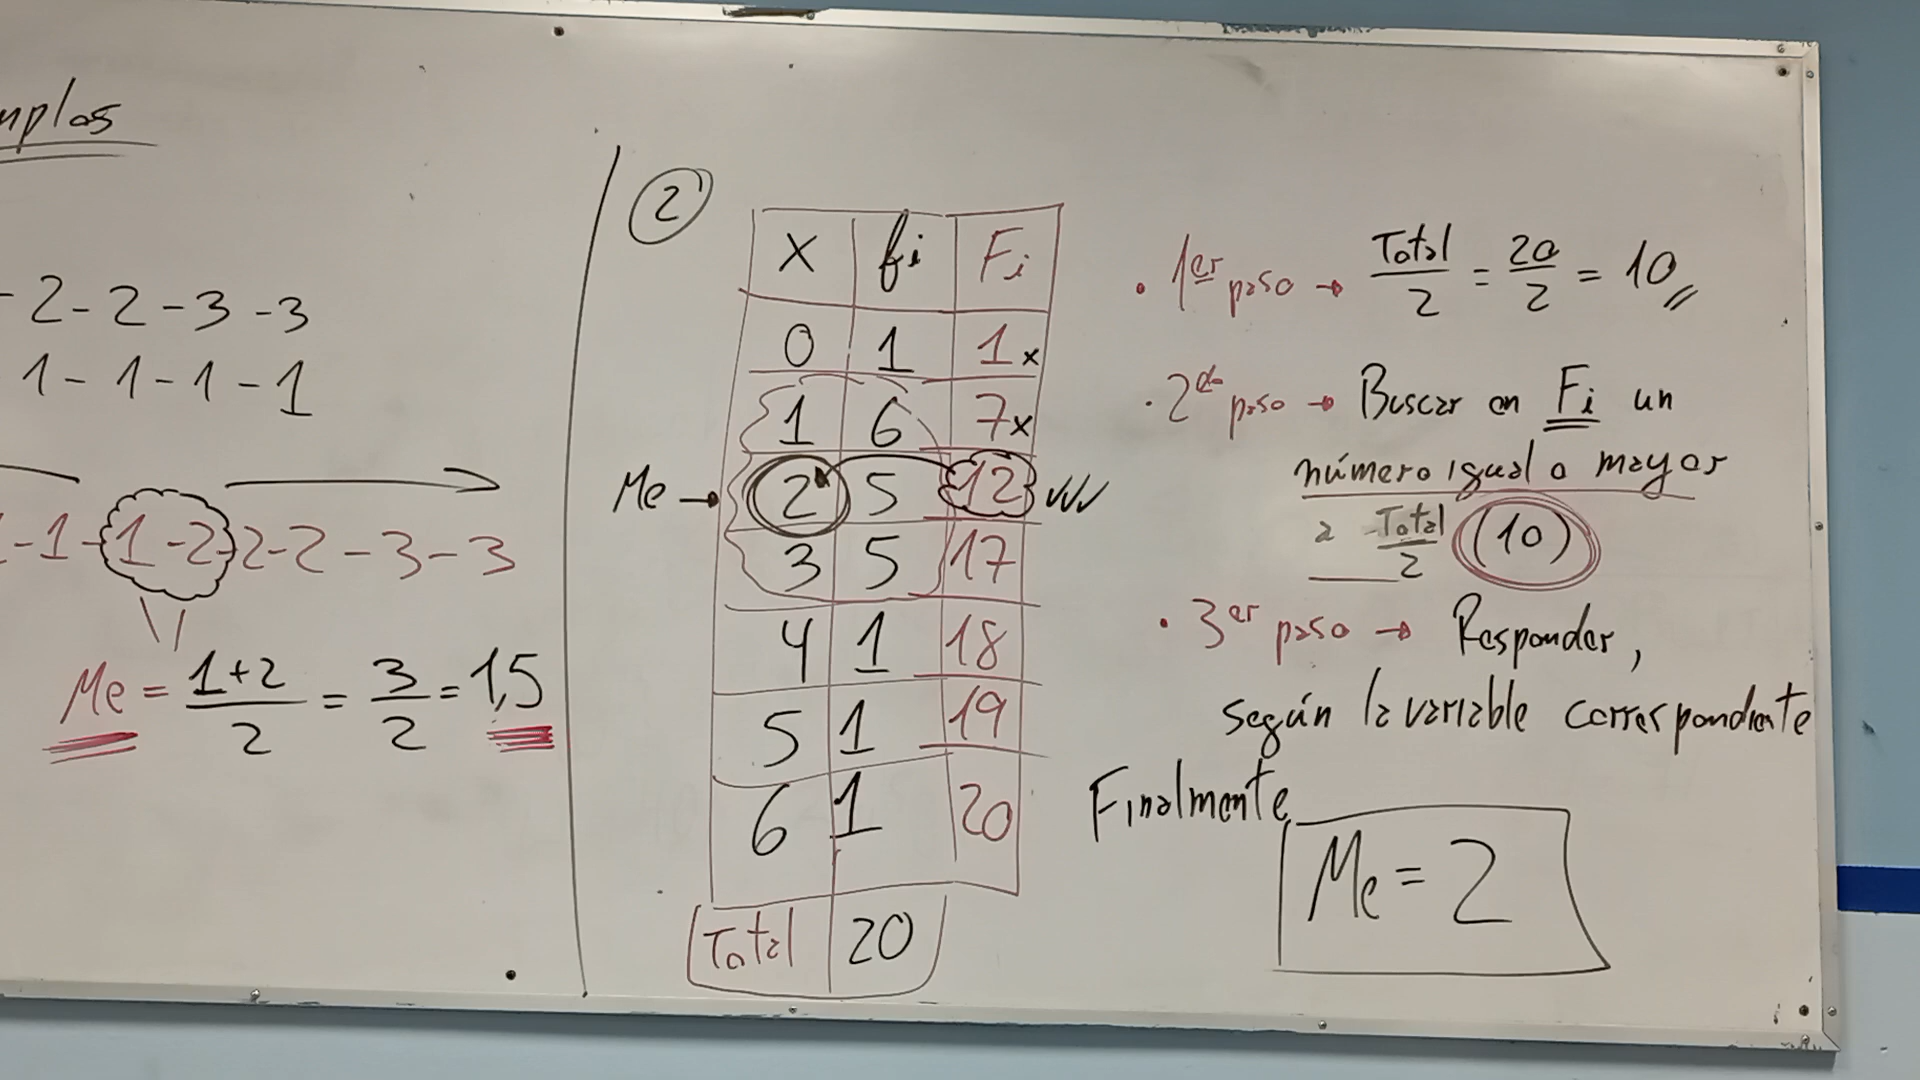 mplos
- 2 - 2 - 3 - 3
1 - 1 - 1 - 1
- 1 - 1 - 2 - 2 - 2 - 3 - 3
Me = 1+2/2 = 3/2 = 1,5
2
X fi Fi
0 1 1 x
1 6 7 x
Me → 2 5 12 ✓✓✓
3 5 17
4 1 18
5 1 19
6 1 20
Total 20
• 1er paso → Total/2 = 20/2 = 10
• 2do paso → Buscar en Fi un
número igual o mayor
a Total/2 (10)
• 3er paso → Responder,
según la variable correspondiente
Finalmente
Me = 2